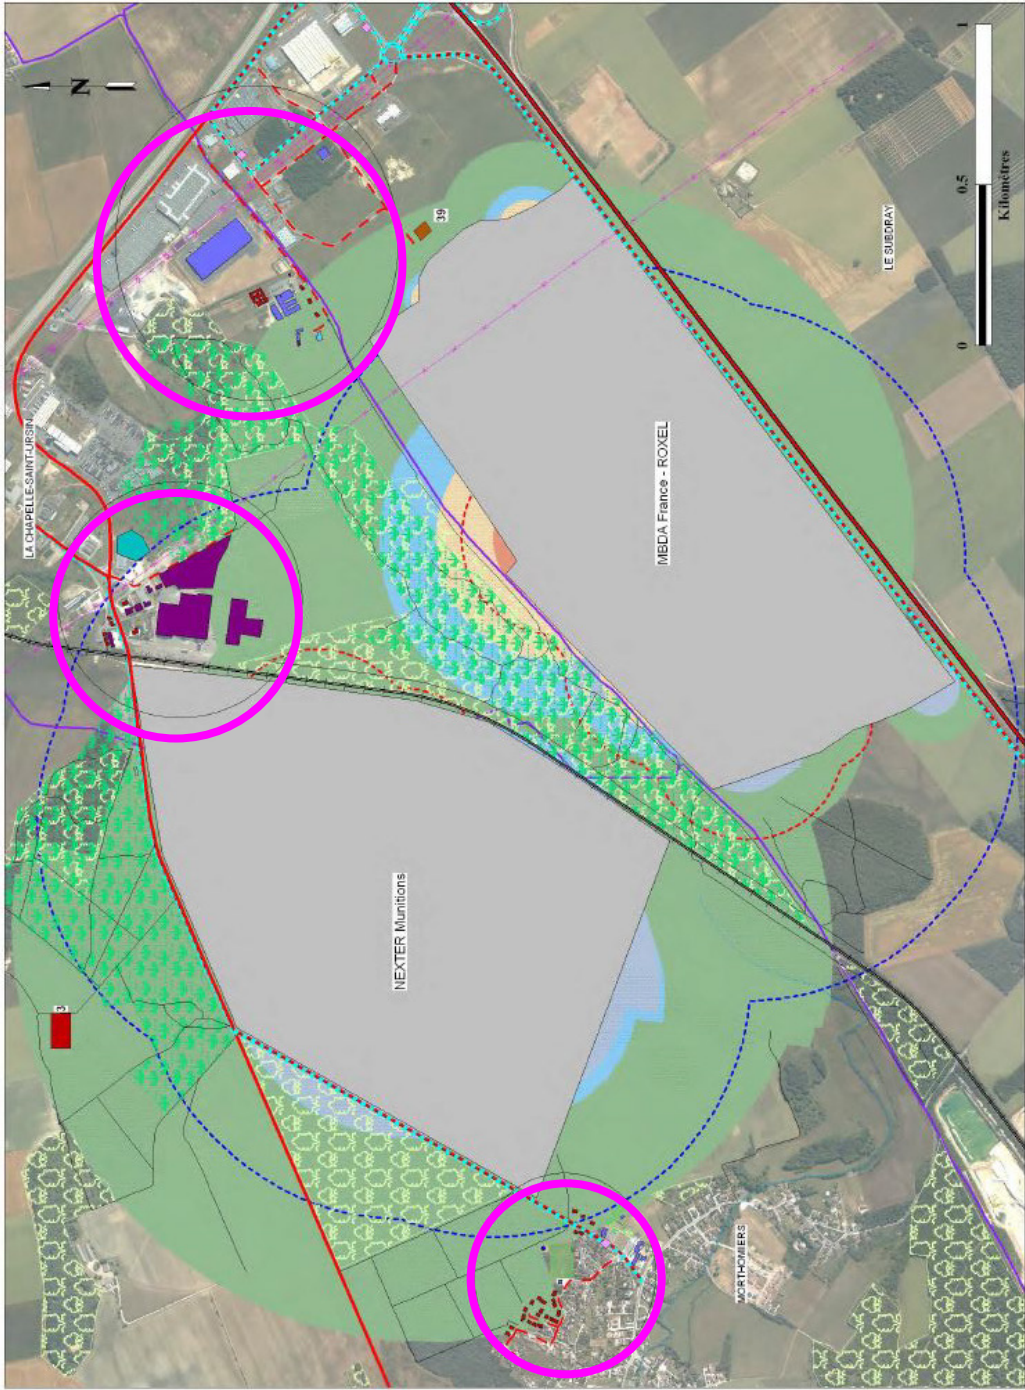 N
1
0.5
0
Kilomètres
39
LE SUBDRAY
LA CHAPELLE-SAINT-URSIN
MBDA France - ROXEL
NEXTER Munitions
3
MORTHOMIERS